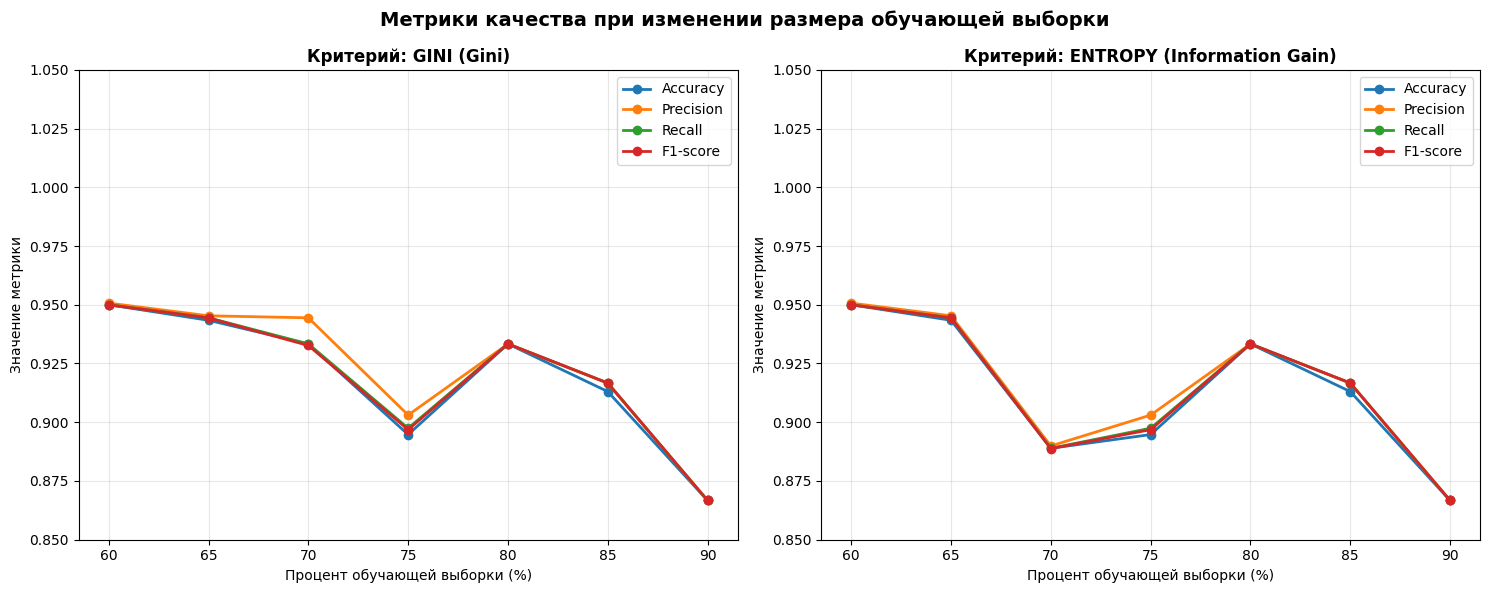 Метрики качества при изменении размера обучающей выборки
Критерий: GINI (Gini)
1.050
1.025
1.000
0.975
0.950
0.925
0.900
0.875
0.850
Значение метрики
Accuracy
Precision
Recall
F1-score
60 65 70 75 80 85 90
Процент обучающей выборки (%)
Критерий: ENTROPY (Information Gain)
1.050
1.025
1.000
0.975
0.950
0.925
0.900
0.875
0.850
Значение метрики
Accuracy
Precision
Recall
F1-score
60 65 70 75 80 85 90
Процент обучающей выборки (%)